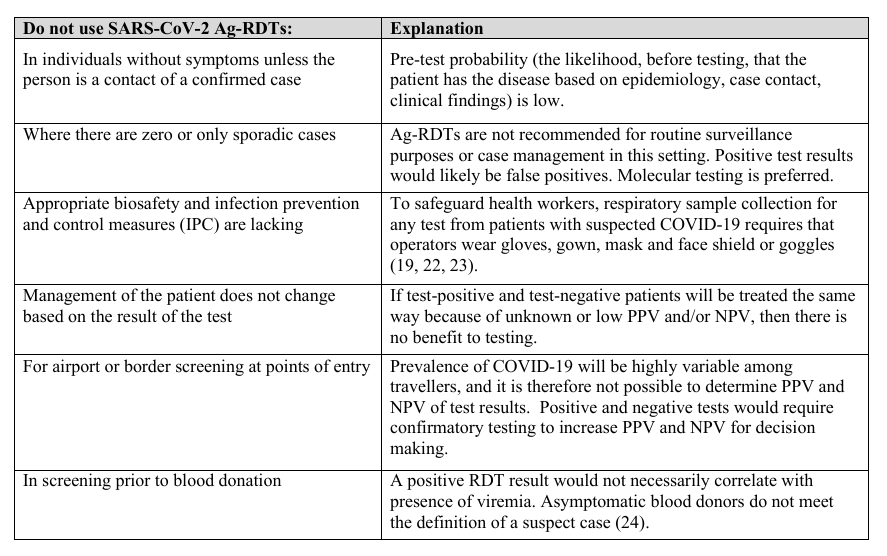 Do not use SARS-CoV-2 Ag-RDTs:
Explanation
In individuals without symptoms unless the
person is a contact of a confirmed case
Pre-test probability (the likelihood, before testing, that the
patient has the disease based on epidemiology, case contact,
clinical findings) is low.
Where there are zero or only sporadic cases
Ag-RDTs are not recommended for routine surveillance
purposes or case management in this setting. Positive test results
would likely be false positives. Molecular testing is preferred.
Appropriate biosafety and infection prevention
and control measures (IPC) are lacking
To safeguard health workers, respiratory sample collection for
any test from patients with suspected COVID-19 requires that
operators wear gloves, gown, mask and face shield or goggles
(19, 22, 23).
Management of the patient does not change
based on the result of the test
If test-positive and test-negative patients will be treated the same
way because of unknown or low PPV and/or NPV, then there is
no benefit to testing.
For airport or border screening at points of entry
Prevalence of COVID-19 will be highly variable among
travellers, and it is therefore not possible to determine PPV and
NPV of test results.  Positive and negative tests would require
confirmatory testing to increase PPV and NPV for decision
making.
In screening prior to blood donation
A positive RDT result would not necessarily correlate with
presence of viremia. Asymptomatic blood donors do not meet
the definition of a suspect case (24).